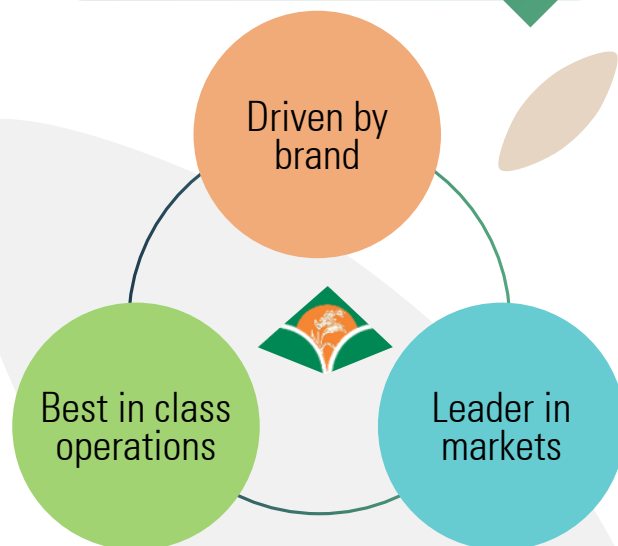 Driven by
brand
Best in class
operations
Leader in
markets